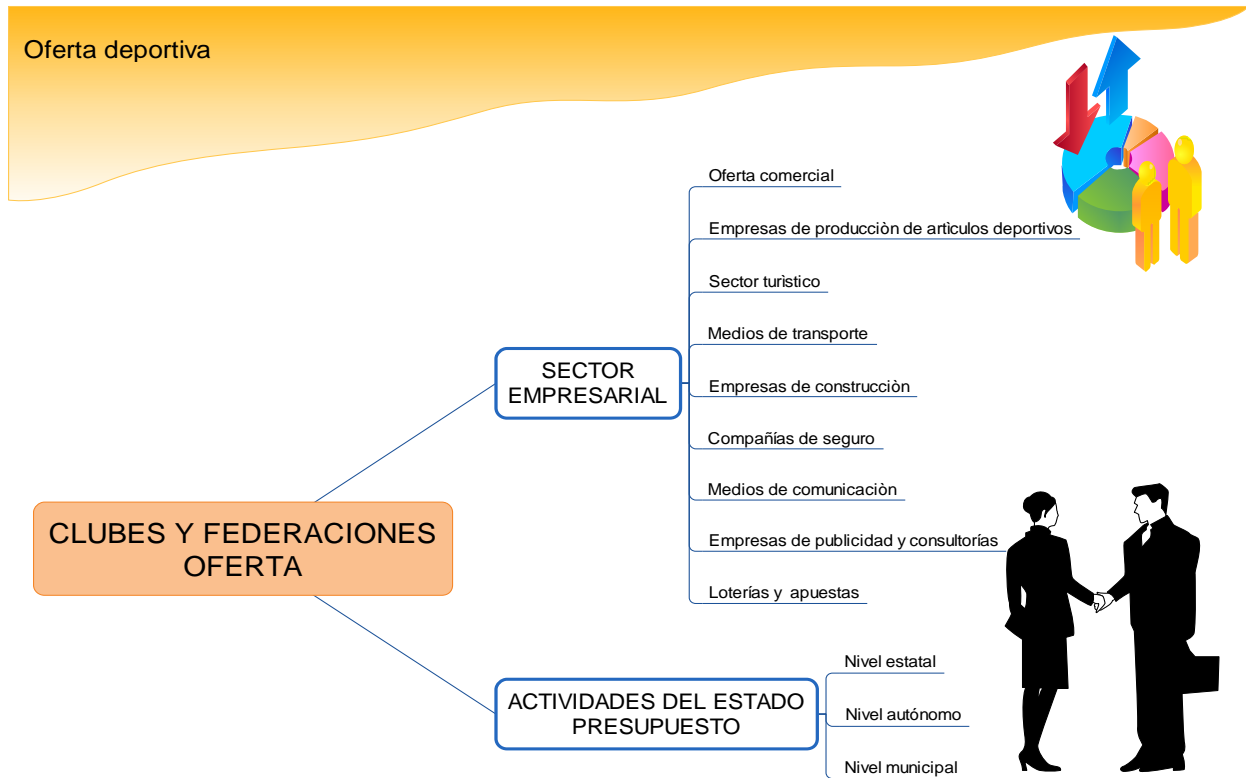 Oferta deportiva
Oferta comercial
Empresas de producciòn de artìculos deportivos
Sector turìstico
Medios de transporte
SECTOR
EMPRESARIAL
Empresas de construcciòn
Compañías de seguro
Medios de comunicaciòn
CLUBES Y FEDERACIONES
OFERTA
Empresas de publicidad y consultorías
Loterías y apuestas
Nivel estatal
ACTIVIDADES DEL ESTADO
PRESUPUESTO
Nivel autónomo
Nivel municipal